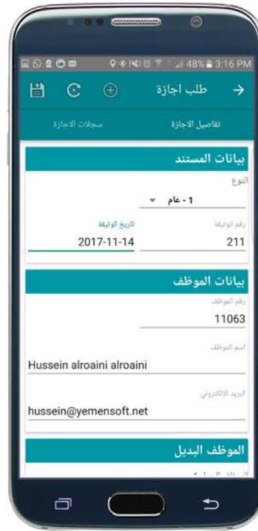 48% 3:16 PM
طلب اجازة
تفاصيل الاجازة
سجلات الاجازة
بيانات المستند
النوع
1 - عام
رقم الوثيقة
تاريخ الوثيقة
211
2017-11-14
بيانات الموظف
رقم الموظف
11063
اسم الموظف
Hussein alroaini alroaini
البريد الالكتروني
hussein@yemensoft.net
الموظف البديل